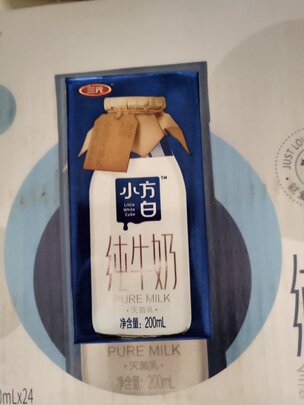 三元
小方白
Little
White
Cube
TM
纯牛奶
PURE MILK
·灭菌乳·
净含量:200mL
PURE MILK
·灭菌乳·
净含量:200mL
0mLx24
JUST LO